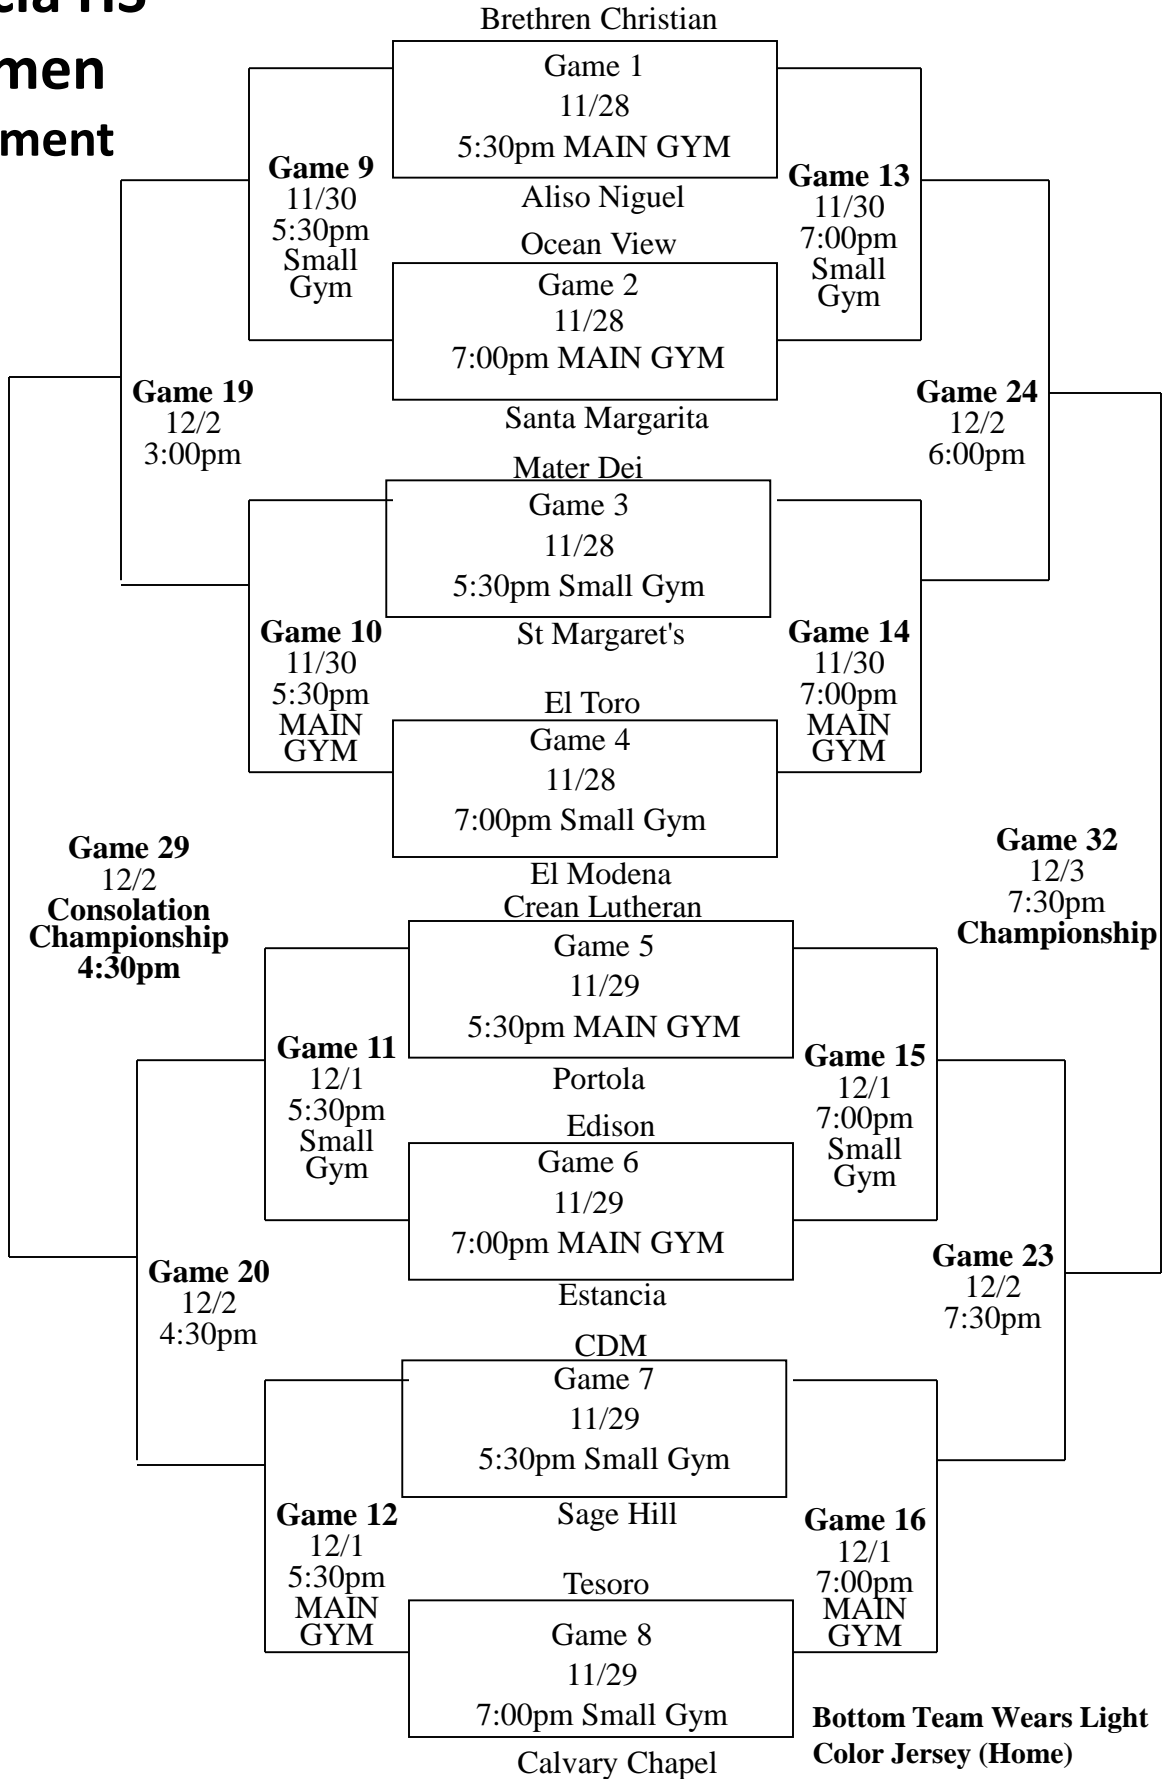 men
ment
Brethren Christian
Game 1
11/28
5:30pm MAIN GYM
Aliso Niguel
Game 9
11/30
5:30pm
Small
Gym
Game 13
11/30
7:00pm
Small
Gym
Ocean View
Game 2
11/28
7:00pm MAIN GYM
Santa Margarita
Game 19
12/2
3:00pm
Game 24
12/2
6:00pm
Mater Dei
Game 3
11/28
5:30pm Small Gym
St Margaret's
Game 10
11/30
5:30pm
MAIN
GYM
Game 14
11/30
7:00pm
MAIN
GYM
El Toro
Game 4
11/28
7:00pm Small Gym
El Modena
Game 29
12/2
Consolation
Championship
4:30pm
Game 32
12/3
7:30pm
Championship
Crean Lutheran
Game 5
11/29
5:30pm MAIN GYM
Portola
Game 11
12/1
5:30pm
Small
Gym
Game 15
12/1
7:00pm
Small
Gym
Edison
Game 6
11/29
7:00pm MAIN GYM
Estancia
Game 20
12/2
4:30pm
Game 23
12/2
7:30pm
CDM
Game 7
11/29
5:30pm Small Gym
Sage Hill
Game 12
12/1
5:30pm
MAIN
GYM
Game 16
12/1
7:00pm
MAIN
GYM
Tesoro
Game 8
11/29
7:00pm Small Gym
Calvary Chapel
Bottom Team Wears Light
Color Jersey (Home)